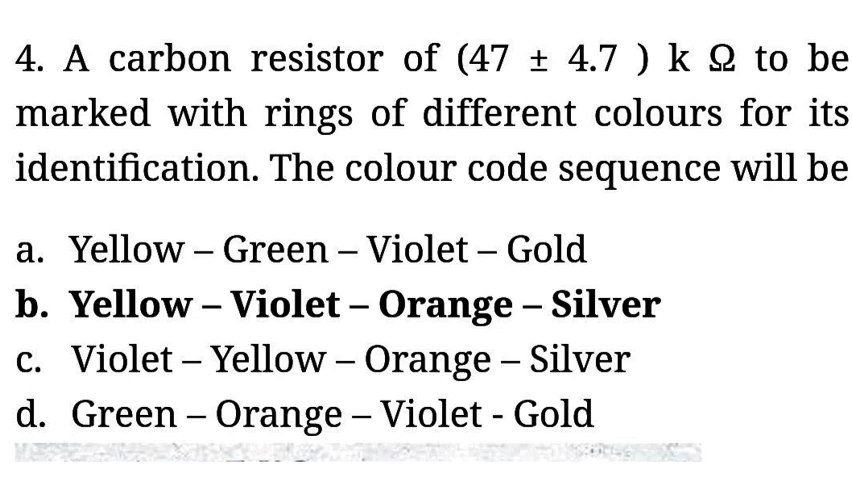 4. A carbon resistor of (47 ± 4.7 ) k Ω to be
marked with rings of different colours for its
identification. The colour code sequence will be
a. Yellow – Green – Violet – Gold
b. Yellow – Violet – Orange – Silver
c. Violet – Yellow – Orange – Silver
d. Green – Orange – Violet - Gold